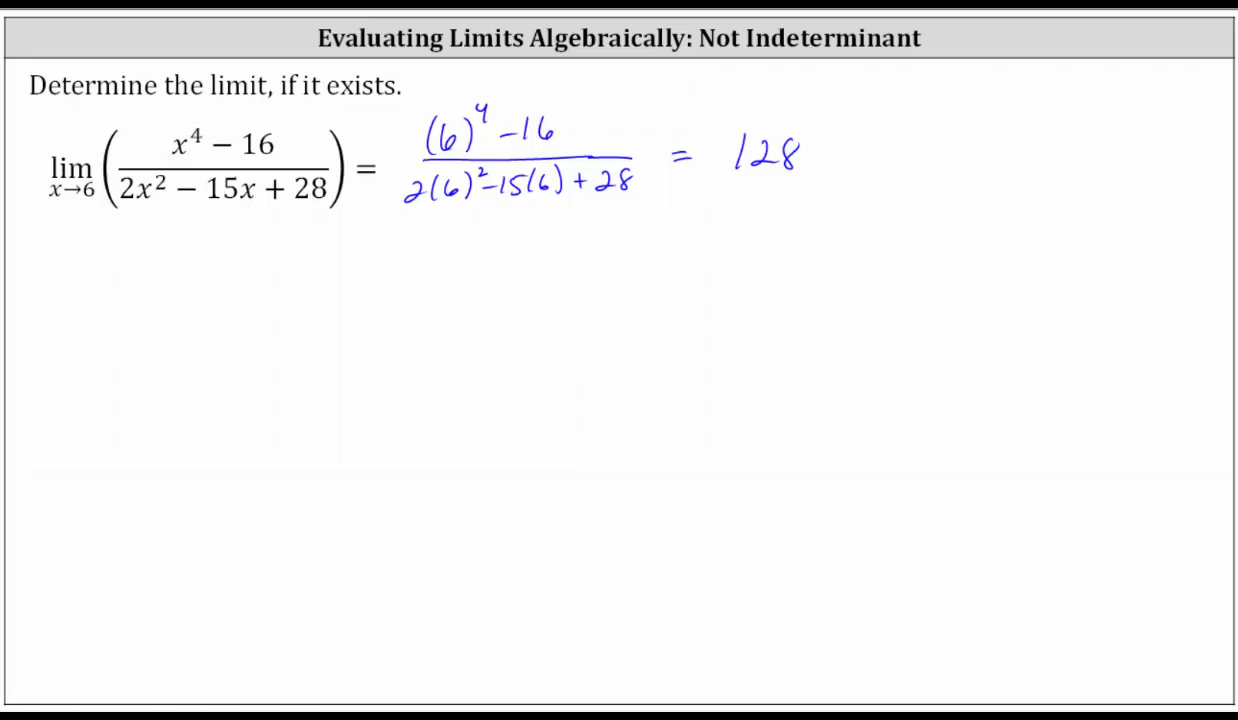 Evaluating Limits Algebraically: Not Indeterminant
Determine the limit, if it exists.
lim x→6 ( (x⁴ − 16) / (2x² − 15x + 28) ) = ( (6)⁴ − 16 ) / ( 2(6)² − 15(6) + 28 ) = 128